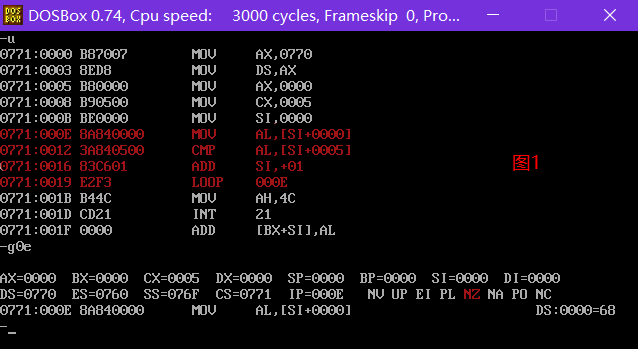 DOS BOX DOSBox 0.74, Cpu speed: 3000 cycles, Frameskip 0, Pro...
-u
0771:0000 B87007 MOV AX,0770
0771:0003 8ED8 MOV DS,AX
0771:0005 B80000 MOV AX,0000
0771:0008 B90500 MOV CX,0005
0771:000B BE0000 MOV SI,0000
0771:000E 8A840000 MOV AL,[SI+0000]
0771:0012 3A840500 CMP AL,[SI+0005]
0771:0016 83C601 ADD SI,+01
0771:0019 E2F3 LOOP 000E
0771:001B B44C MOV AH,4C
0771:001D CD21 INT 21
0771:001F 0000 ADD [BX+SI],AL
图1
-g0e
AX=0000 BX=0000 CX=0005 DX=0000 SP=0000 BP=0000 SI=0000 DI=0000
DS=0770 ES=0760 SS=076F CS=0771 IP=000E NV UP EI PL NZ NA PO NC
0771:000E 8A840000 MOV AL,[SI+0000] DS:0000=68
-_